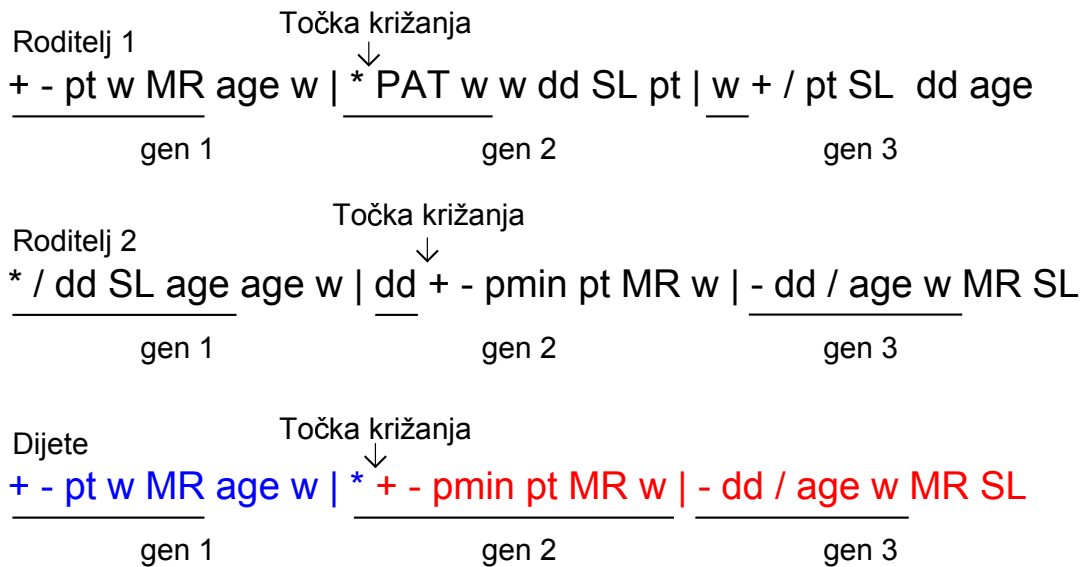 Točka križanja
Roditelj 1
+ - pt w MR age w | * PAT w w dd SL pt | w + / pt SL dd age
gen 1 gen 2 gen 3
Točka križanja
Roditelj 2
* / dd SL age age w | dd + - pmin pt MR w | - dd / age w MR SL
gen 1 gen 2 gen 3
Točka križanja
Dijete
+ - pt w MR age w | * + - pmin pt MR w | - dd / age w MR SL
gen 1 gen 2 gen 3